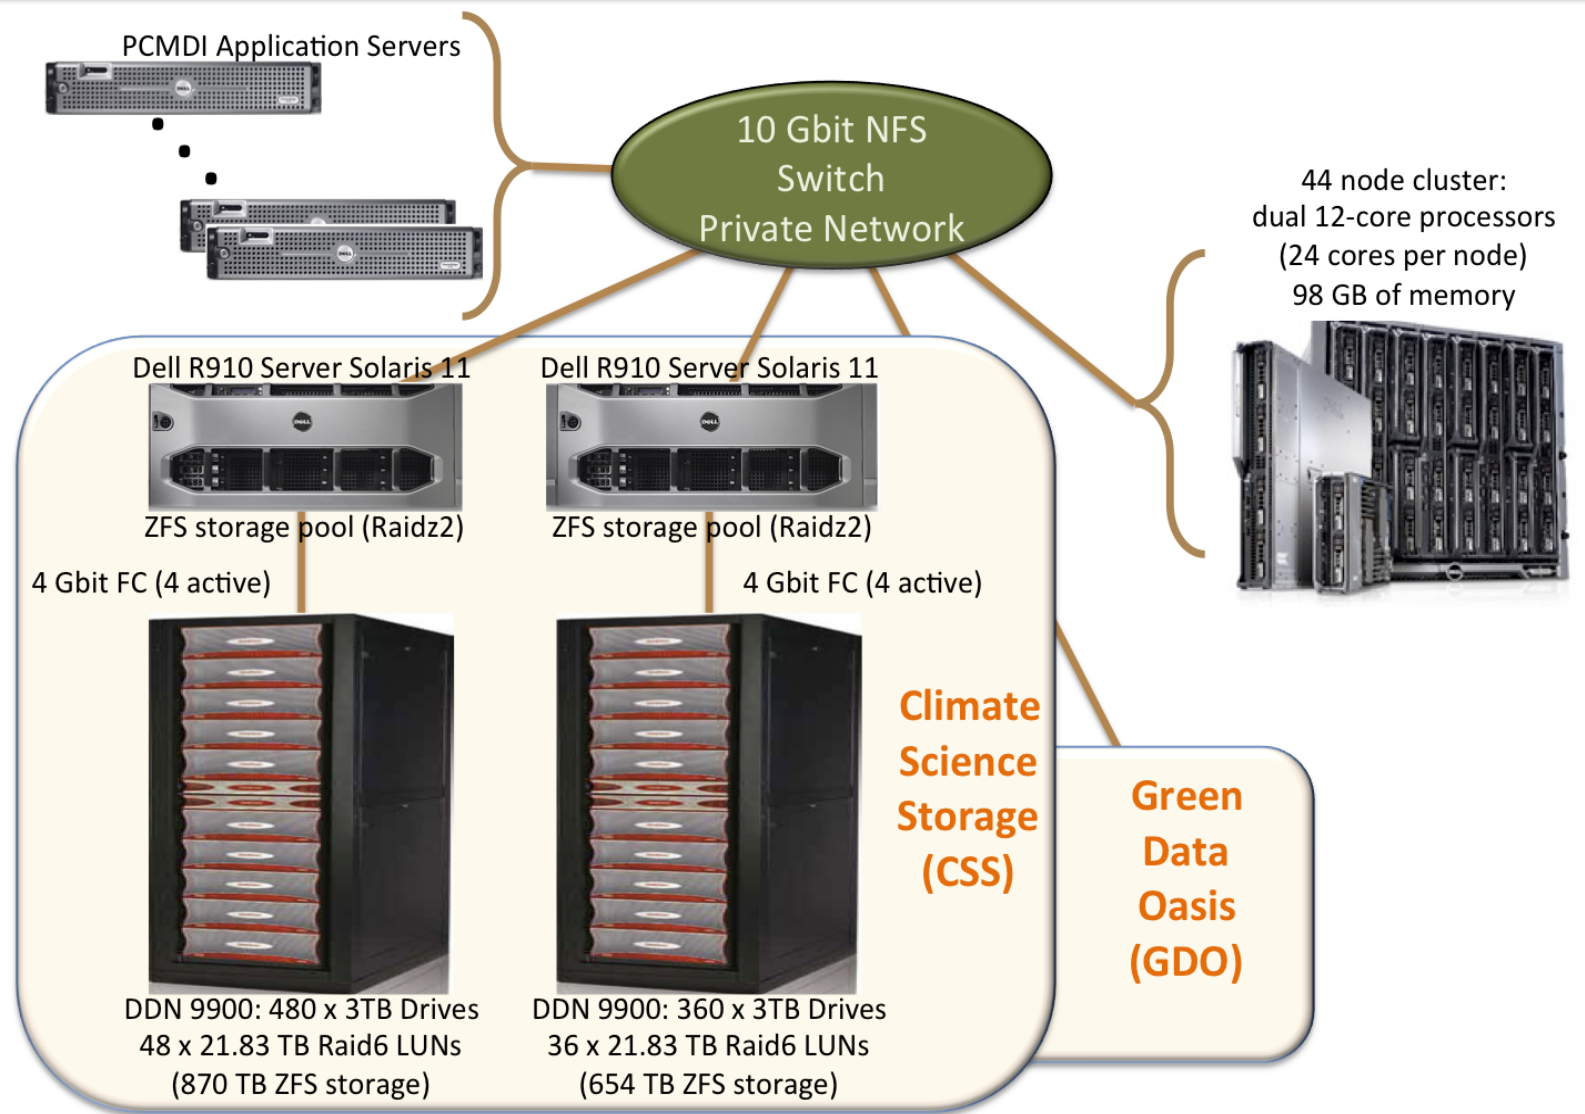 PCMDI Application Servers
10 Gbit NFS
Switch
Private Network
44 node cluster:
dual 12-core processors
(24 cores per node)
98 GB of memory
Dell R910 Server Solaris 11
DELL
ZFS storage pool (Raidz2)
4 Gbit FC (4 active)
DDN 9900: 480 x 3TB Drives
48 x 21.83 TB Raid6 LUNs
(870 TB ZFS storage)
Dell R910 Server Solaris 11
DELL
ZFS storage pool (Raidz2)
4 Gbit FC (4 active)
DDN 9900: 360 x 3TB Drives
36 x 21.83 TB Raid6 LUNs
(654 TB ZFS storage)
Climate
Science
Storage
(CSS)
Green
Data
Oasis
(GDO)